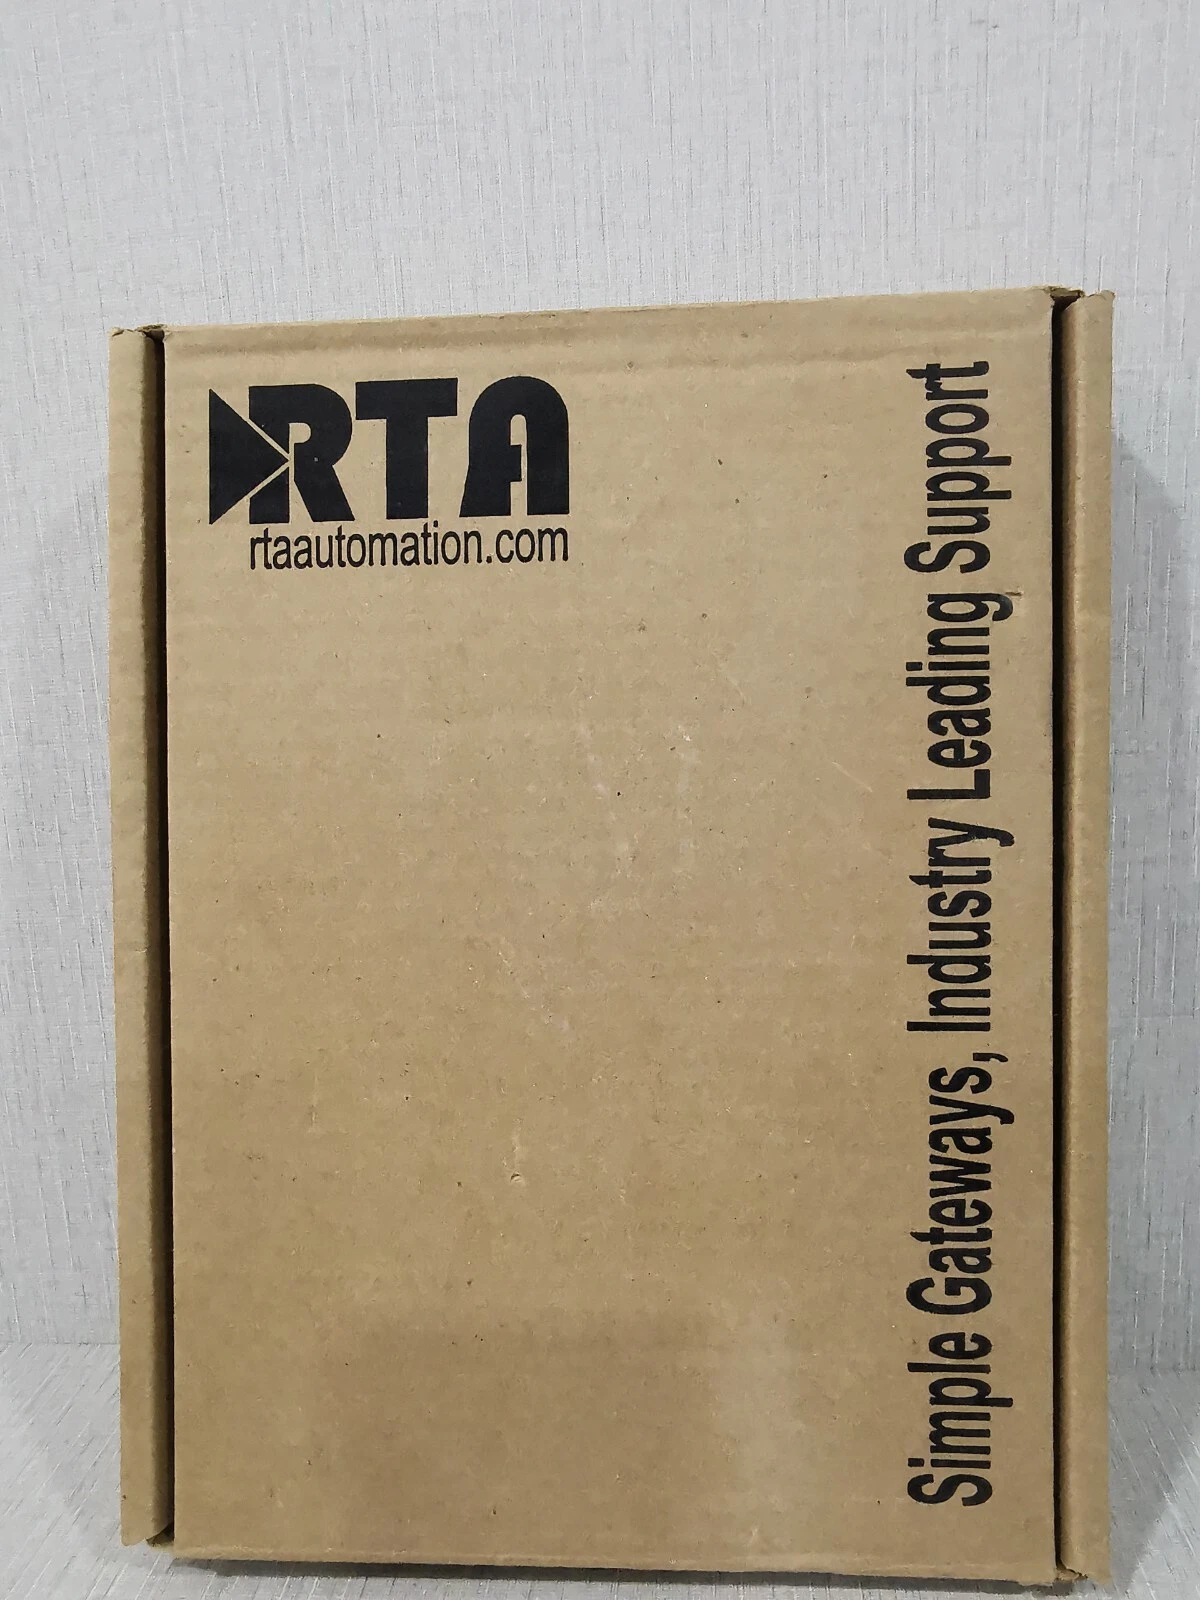 RTA
rtaautomation.com
Simple Gateways, Industry Leading Support